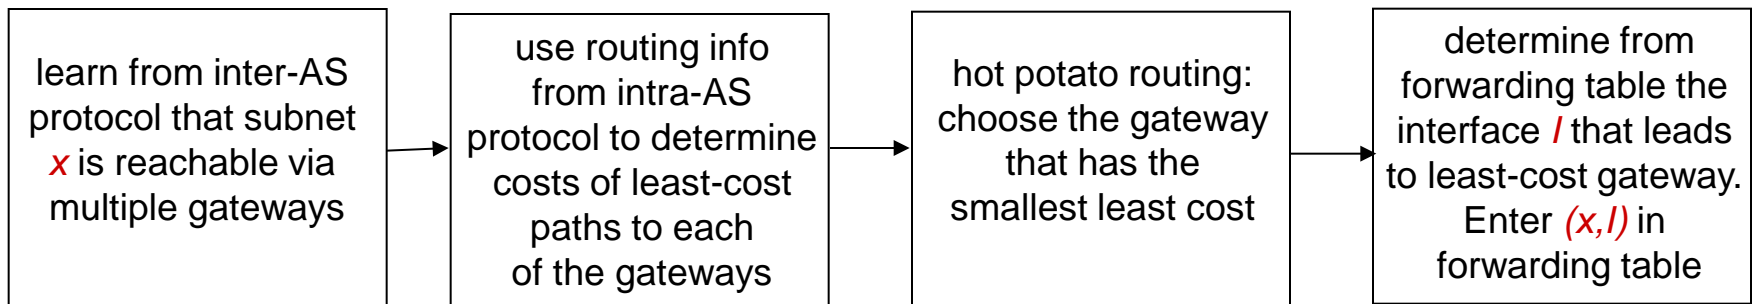 learn from inter-AS
protocol that subnet
x is reachable via
multiple gateways
use routing info
from intra-AS
protocol to determine
costs of least-cost
paths to each
of the gateways
hot potato routing:
choose the gateway
that has the
smallest least cost
determine from
forwarding table the
interface I that leads
to least-cost gateway.
Enter (x,I) in
forwarding table